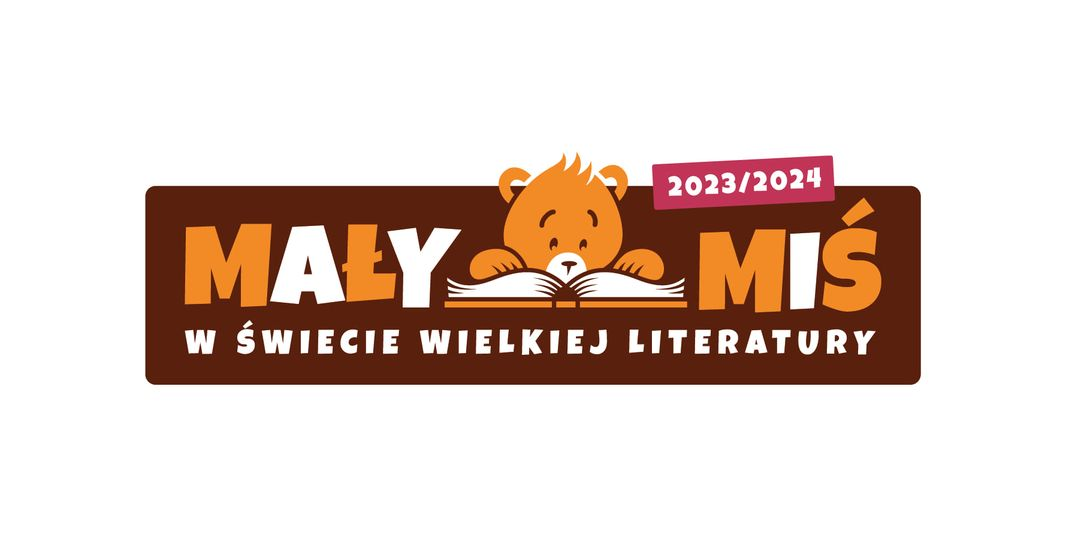 2023/2024
MAŁY MIŚ
W ŚWIECIE WIELKIEJ LITERATURY